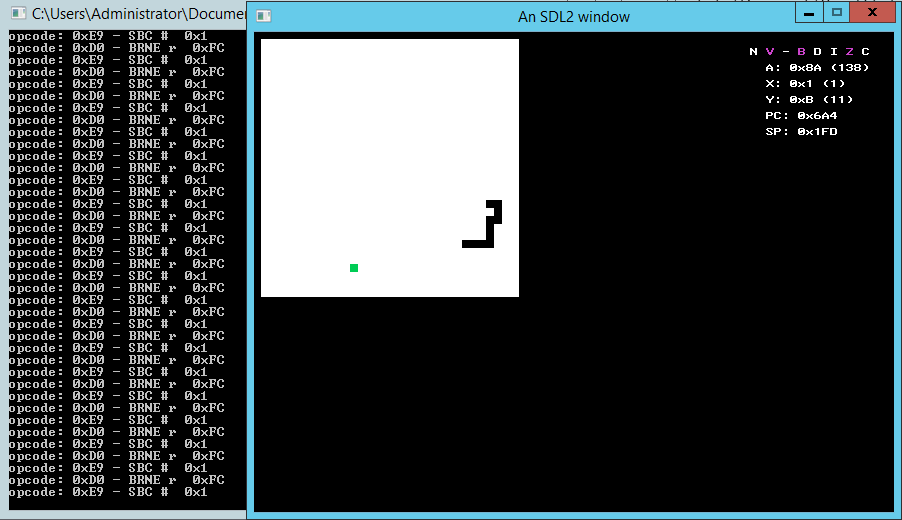 C:\Users\Administrator\Docume
opcode: 0xE9 - SBC # 0x1
opcode: 0xD0 - BRNE r 0xFC
opcode: 0xE9 - SBC # 0x1
opcode: 0xD0 - BRNE r 0xFC
opcode: 0xE9 - SBC # 0x1
opcode: 0xD0 - BRNE r 0xFC
opcode: 0xE9 - SBC # 0x1
opcode: 0xD0 - BRNE r 0xFC
opcode: 0xE9 - SBC # 0x1
opcode: 0xD0 - BRNE r 0xFC
opcode: 0xE9 - SBC # 0x1
opcode: 0xD0 - BRNE r 0xFC
opcode: 0xE9 - SBC # 0x1
opcode: 0xD0 - BRNE r 0xFC
opcode: 0xE9 - SBC # 0x1
opcode: 0xD0 - BRNE r 0xFC
opcode: 0xE9 - SBC # 0x1
opcode: 0xD0 - BRNE r 0xFC
opcode: 0xE9 - SBC # 0x1
opcode: 0xD0 - BRNE r 0xFC
opcode: 0xE9 - SBC # 0x1
opcode: 0xD0 - BRNE r 0xFC
opcode: 0xE9 - SBC # 0x1
opcode: 0xD0 - BRNE r 0xFC
opcode: 0xE9 - SBC # 0x1
opcode: 0xD0 - BRNE r 0xFC
opcode: 0xE9 - SBC # 0x1
opcode: 0xD0 - BRNE r 0xFC
opcode: 0xE9 - SBC # 0x1
opcode: 0xD0 - BRNE r 0xFC
opcode: 0xE9 - SBC # 0x1
opcode: 0xD0 - BRNE r 0xFC
opcode: 0xE9 - SBC # 0x1
opcode: 0xD0 - BRNE r 0xFC
opcode: 0xE9 - SBC # 0x1
opcode: 0xD0 - BRNE r 0xFC
opcode: 0xE9 - SBC # 0x1
opcode: 0xD0 - BRNE r 0xFC
opcode: 0xE9 - SBC # 0x1
An SDL2 window
N V - B D I Z C
A: 0x8A (138)
X: 0x1 (1)
Y: 0xB (11)
PC: 0x6A4
SP: 0x1FD